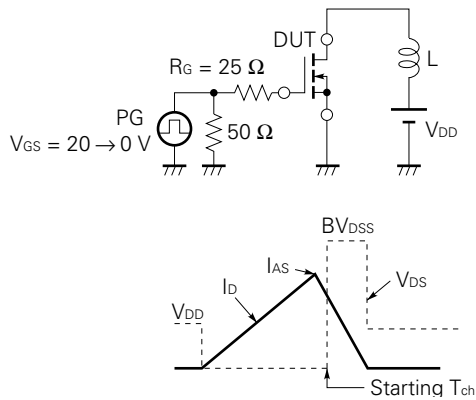 DUT
L
RG = 25 Ω
PG
50 Ω
VDD
VGS = 20 → 0 V
BVDSS
IAS
ID
VDS
VDD
Starting Tch